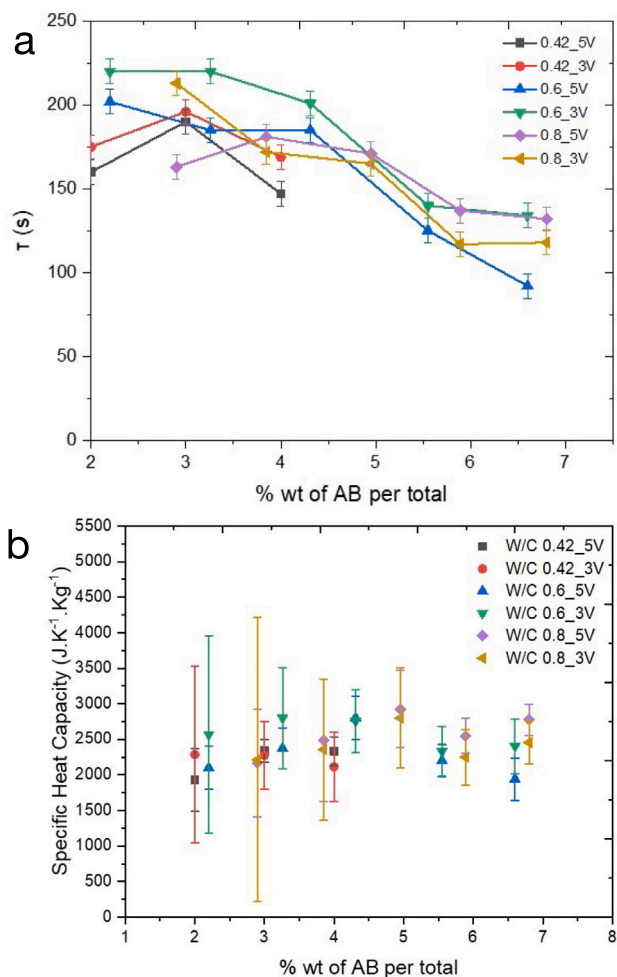 a
250
200
150
100
50
0
τ (s)
0.42_5V
0.42_3V
0.6_5V
0.6_3V
0.8_5V
0.8_3V
2 3 4 5 6 7
% wt of AB per total
b
5500
5000
4500
4000
3500
3000
2500
2000
1500
1000
500
0
Specific Heat Capacity (J.K⁻¹.Kg⁻¹)
W/C 0.42_5V
W/C 0.42_3V
W/C 0.6_5V
W/C 0.6_3V
W/C 0.8_5V
W/C 0.8_3V
1 2 3 4 5 6 7 8
% wt of AB per total